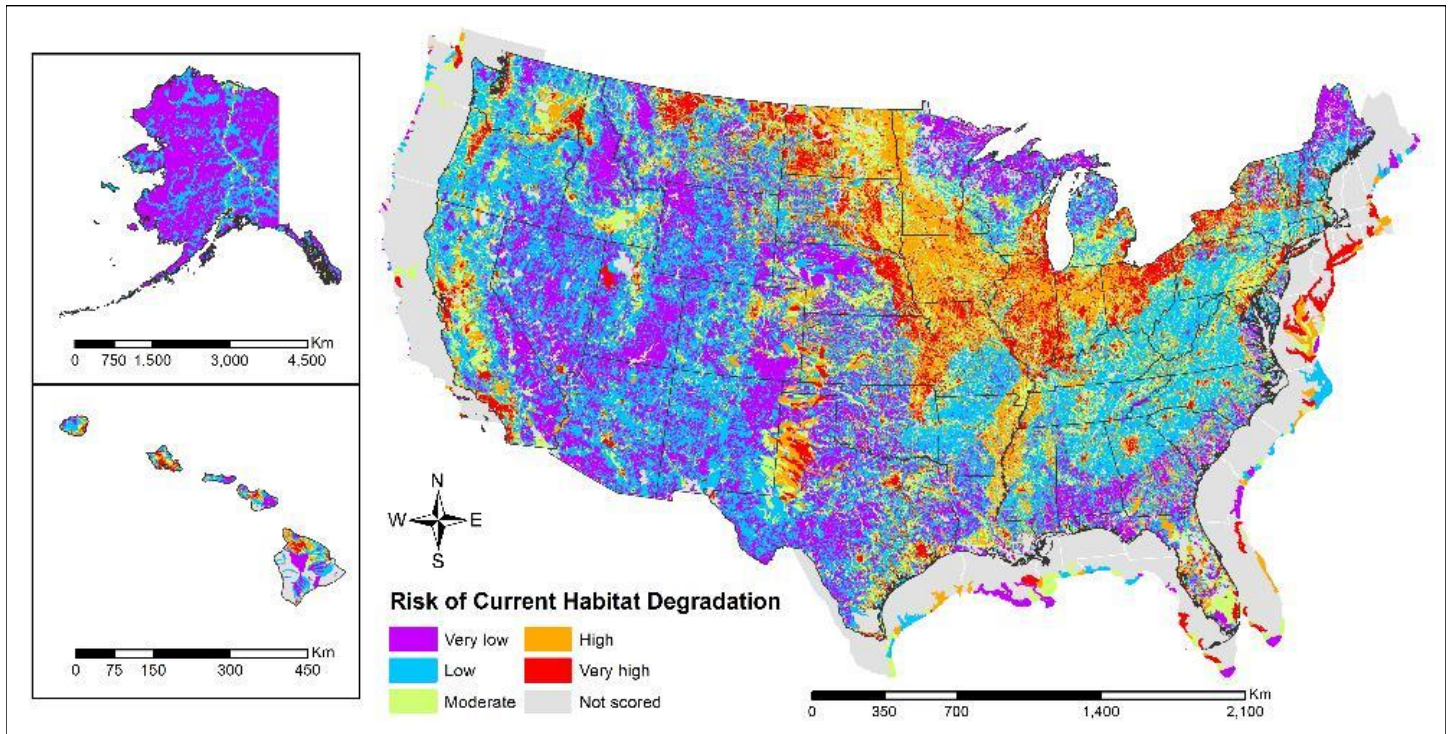 Km
0 750 1,500 3,000 4,500
Km
0 75 150 300 450
N
W E
S
Risk of Current Habitat Degradation
Very low High
Low Very high
Moderate Not scored
Km
0 350 700 1,400 2,100